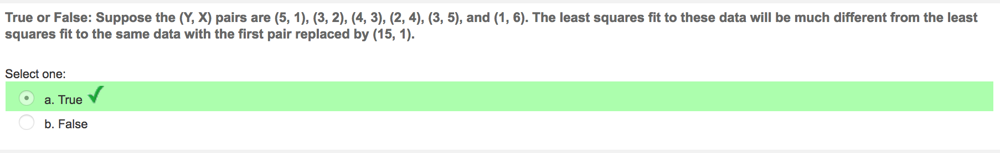 True or False: Suppose the (Y, X) pairs are (5, 1), (3, 2), (4, 3), (2, 4), (3, 5), and (1, 6). The least squares fit to these data will be much different from the least
squares fit to the same data with the first pair replaced by (15, 1).
Select one:
a. True
b. False